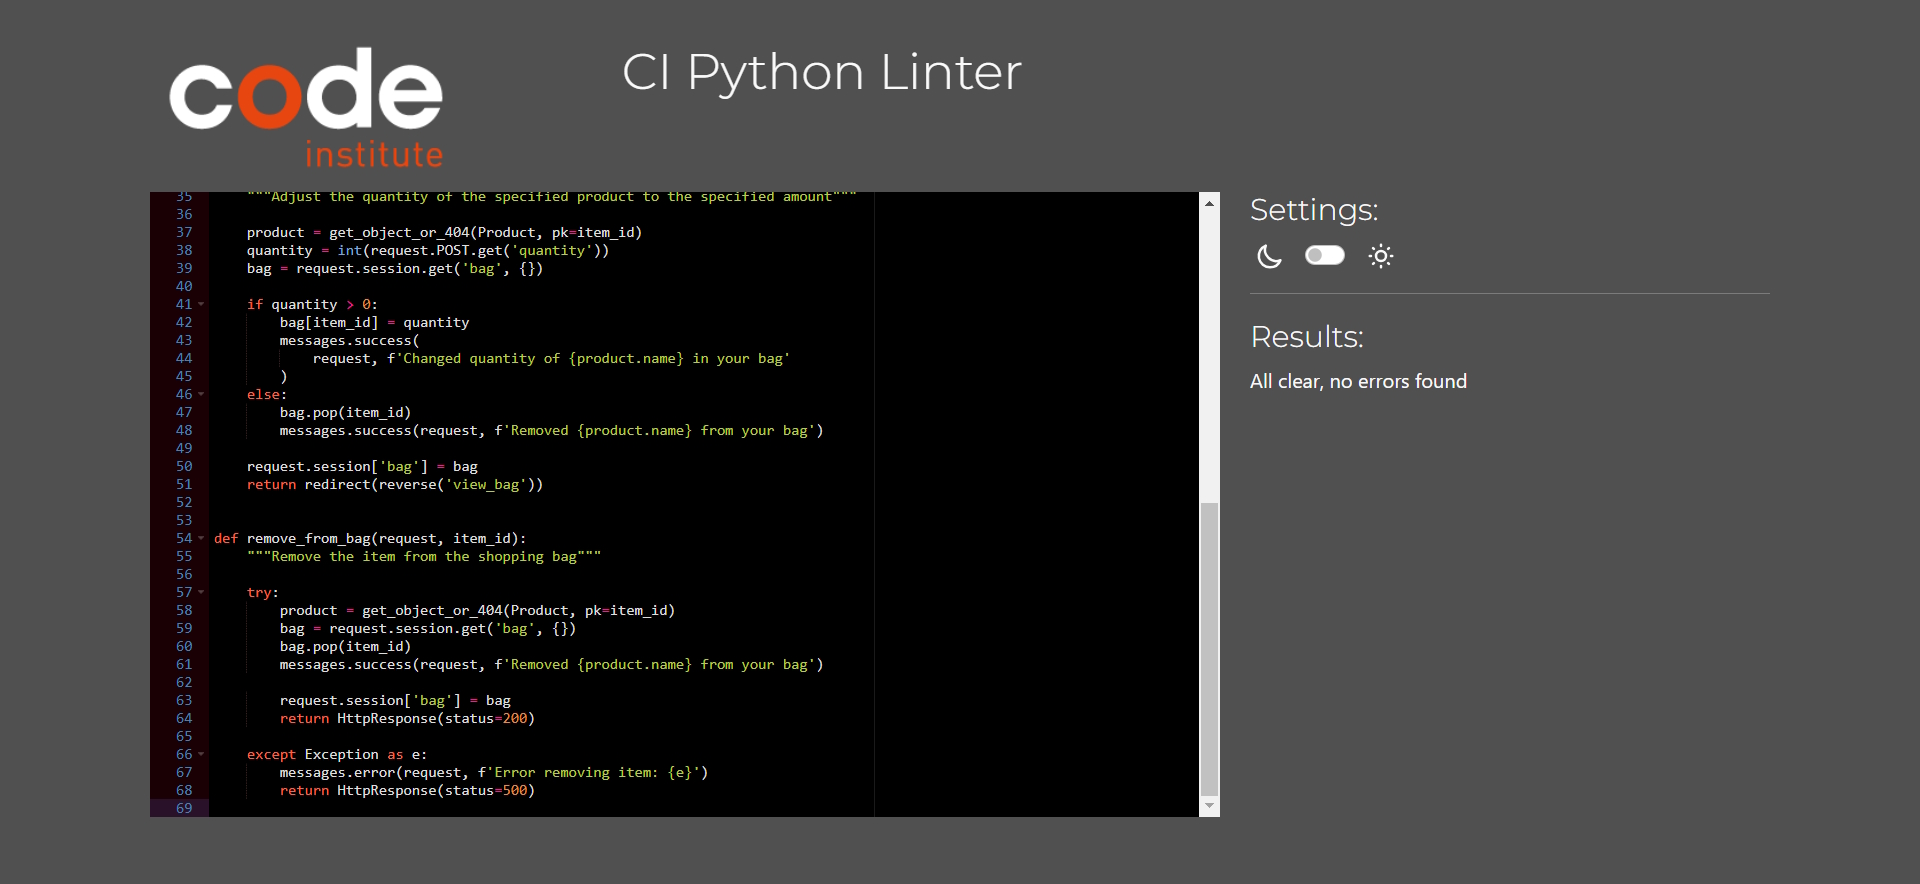 code
institute
CI Python Linter
35     """Adjust the quantity of the specified product to the specified amount"""
36
37     product = get_object_or_404(Product, pk=item_id)
38     quantity = int(request.POST.get('quantity'))
39     bag = request.session.get('bag', {})
40
41     if quantity > 0:
42         bag[item_id] = quantity
43         messages.success(
44             request, f'Changed quantity of {product.name} in your bag'
45         )
46     else:
47         bag.pop(item_id)
48         messages.success(request, f'Removed {product.name} from your bag')
49
50     request.session['bag'] = bag
51     return redirect(reverse('view_bag'))
52
53
54 def remove_from_bag(request, item_id):
55     """Remove the item from the shopping bag"""
56
57     try:
58         product = get_object_or_404(Product, pk=item_id)
59         bag = request.session.get('bag', {})
60         bag.pop(item_id)
61         messages.success(request, f'Removed {product.name} from your bag')
62
63         request.session['bag'] = bag
64         return HttpResponse(status=200)
65
66     except Exception as e:
67         messages.error(request, f'Error removing item: {e}')
68         return HttpResponse(status=500)
69
Settings:
Results:
All clear, no errors found